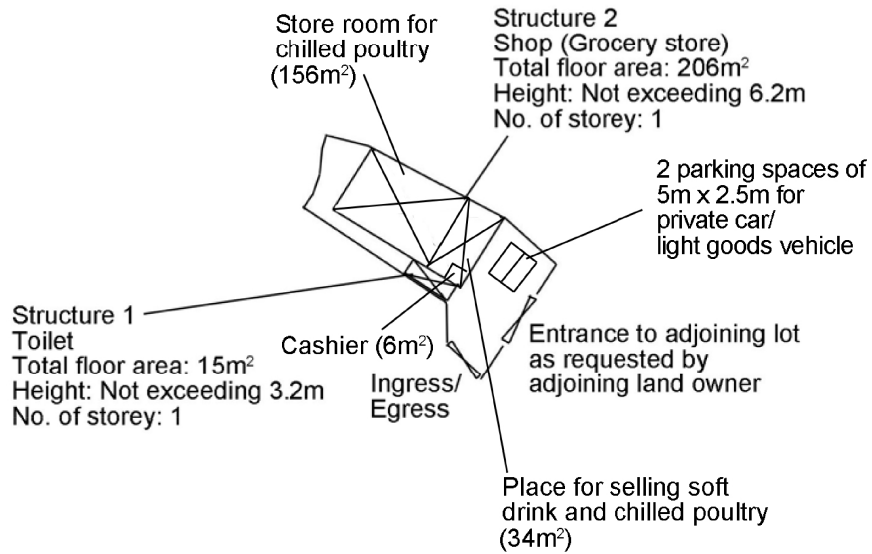 Store room for
chilled poultry
(156m²)
Structure 2
Shop (Grocery store)
Total floor area: 206m²
Height: Not exceeding 6.2m
No. of storey: 1
2 parking spaces of
5m x 2.5m for
private car/
light goods vehicle
Structure 1
Toilet
Total floor area: 15m²
Height: Not exceeding 3.2m
No. of storey: 1
Cashier (6m²)
Ingress/
Egress
Entrance to adjoining lot
as requested by
adjoining land owner
Place for selling soft
drink and chilled poultry
(34m²)